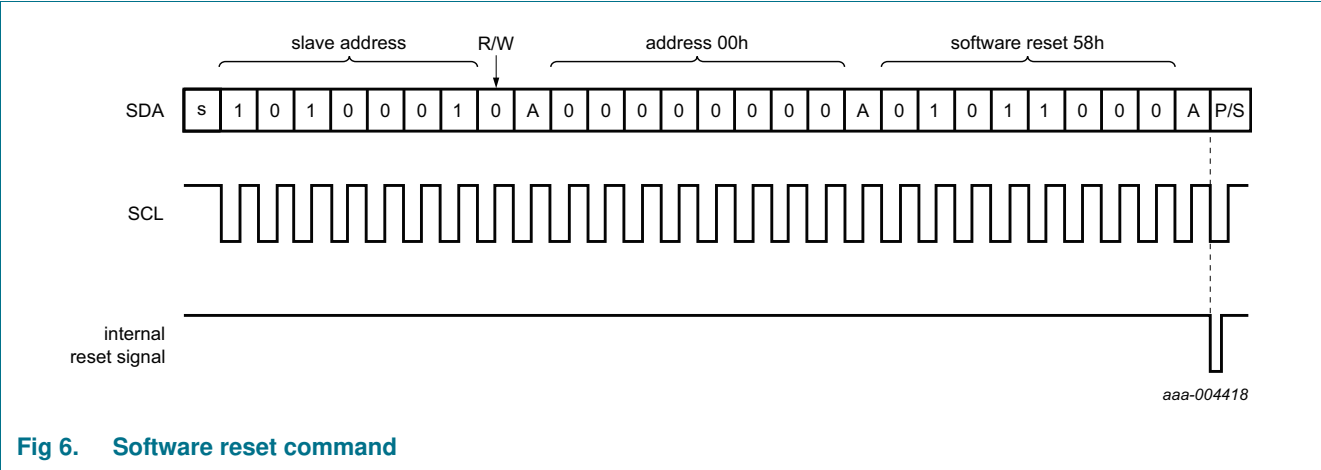 slave address R/W address 00h software reset 58h
SDA s 1 0 1 0 0 0 1 0 A 0 0 0 0 0 0 0 0 A 0 1 0 1 1 0 0 0 A P/S
SCL
internal
reset signal
aaa-004418
Fig 6. Software reset command